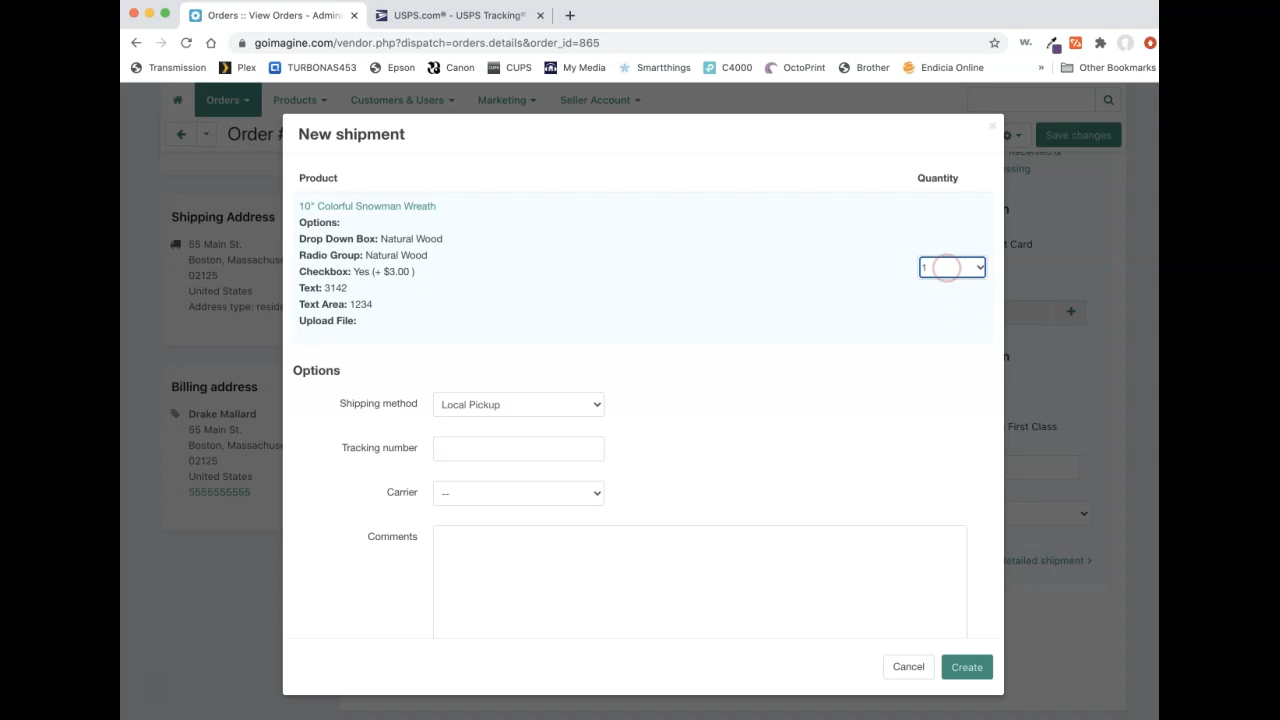 Orders :: View Orders - Admin
USPS.com® - USPS Tracking®
goimagine.com/vendor.php?dispatch=orders.details&order_id=865
Transmission
Plex
TURBONAS453
Epson
Canon
CUPS
My Media
Smartthings
C4000
OctoPrint
Brother
Endicia Online
»
Other Bookmarks
Orders
Products
Customers & Users
Marketing
Seller Account
Order #
Save changes
New shipment
Product
Quantity
10" Colorful Snowman Wreath
Options:
Drop Down Box: Natural Wood
Radio Group: Natural Wood
Checkbox: Yes (+ $3.00 )
Text: 3142
Text Area: 1234
Upload File:
1
Options
Shipping method
Local Pickup
Tracking number
Carrier
--
Comments
Cancel
Create
Shipping Address
55 Main St.
Boston, Massachuse
02125
United States
Address type: reside
Billing address
Drake Mallard
55 Main St.
Boston, Massachuse
02125
United States
5555555555
Card
First Class
detailed shipment